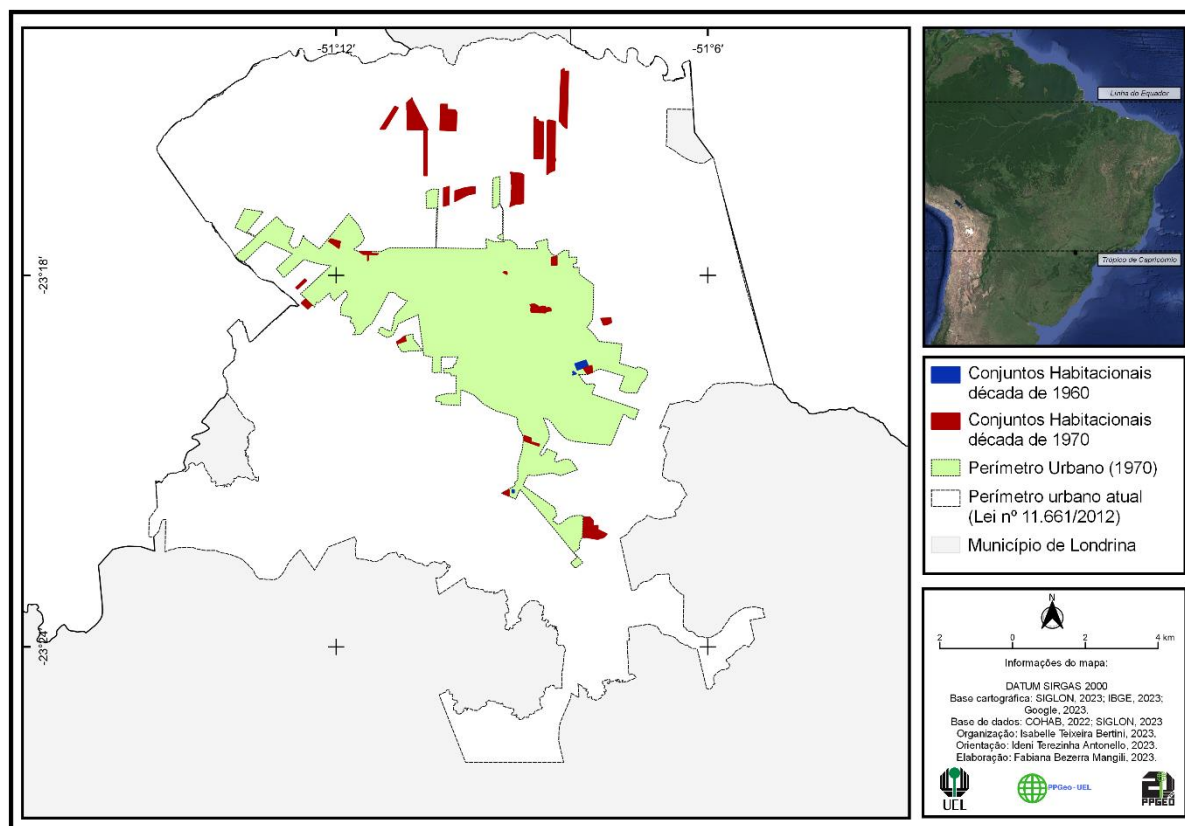 -51°12'
-51°6'
-23°18'
-23°24'
Linha do Equador
Trópico de Capricórnio
Conjuntos Habitacionais
década de 1960
Conjuntos Habitacionais
década de 1970
Perímetro Urbano (1970)
Perímetro urbano atual
(Lei nº 11.661/2012)
Município de Londrina
N
2 0 2 4 km
Informações do mapa:
DATUM SIRGAS 2000
Base cartográfica: SIGLON, 2023; IBGE, 2023;
Google, 2023.
Base de dados: COHAB, 2022; SIGLON, 2023
Organização: Isabelle Teixeira Bertini, 2023.
Orientação: Ideni Terezinha Antonello, 2023.
Elaboração: Fabiana Bezerra Mangili, 2023.
UEL
PPGeo-UEL
PPGEO